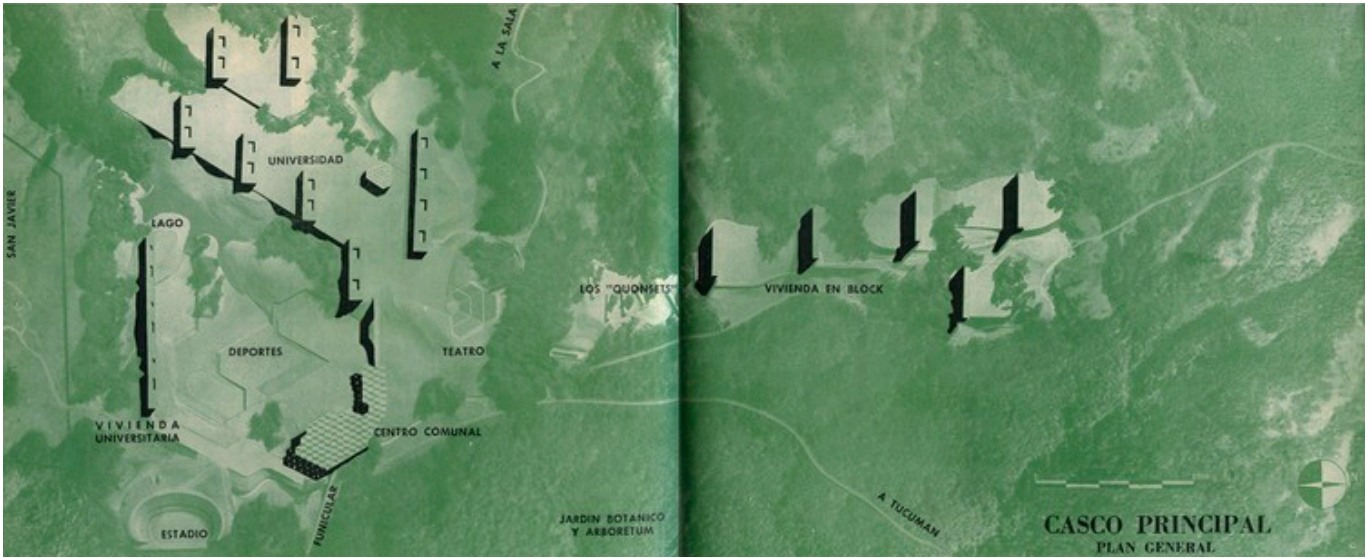 A LA SALA
UNIVERSIDAD
SAN JAVIER
LAGO
LOS "QUONSETS"
VIVIENDA EN BLOCK
DEPORTES
TEATRO
VIVIENDA
UNIVERSITARIA
CENTRO COMUNAL
FUNICULAR
ESTADIO
JARDIN BOTANICO
Y ARBORETUM
A TUCUMAN
CASCO PRINCIPAL
PLAN GENERAL